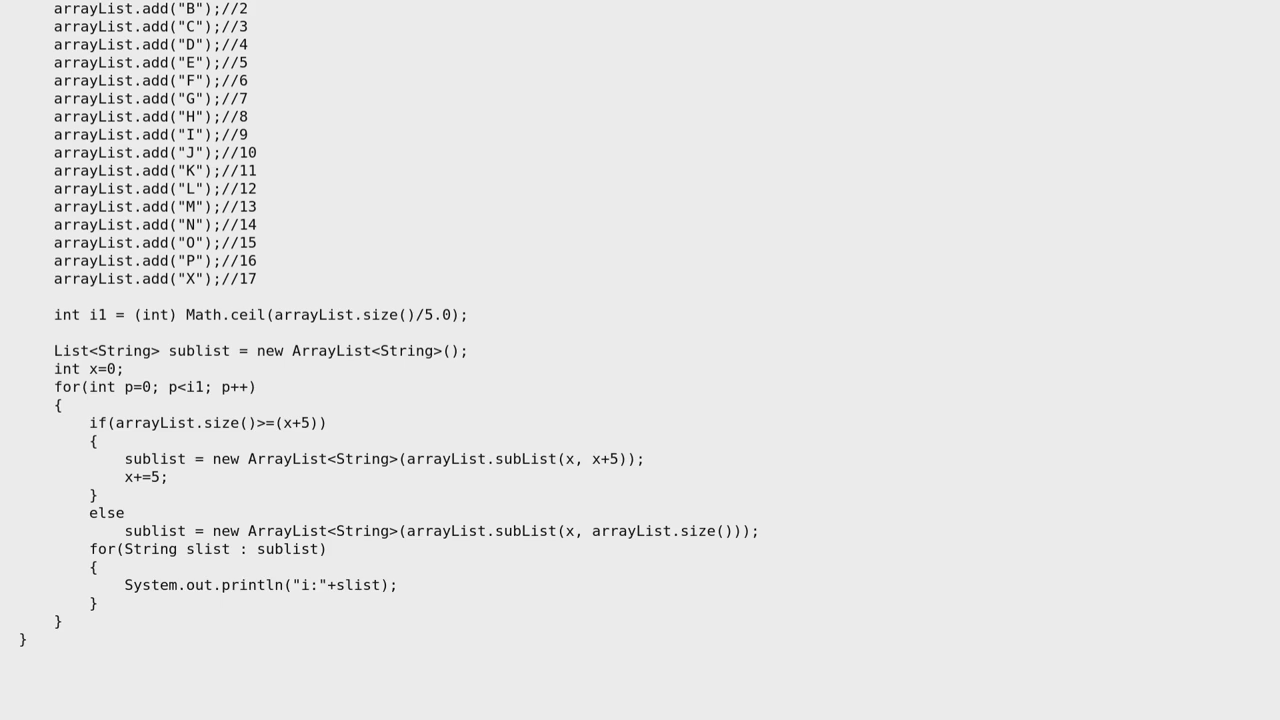 arrayList.add("B");//2
arrayList.add("C");//3
arrayList.add("D");//4
arrayList.add("E");//5
arrayList.add("F");//6
arrayList.add("G");//7
arrayList.add("H");//8
arrayList.add("I");//9
arrayList.add("J");//10
arrayList.add("K");//11
arrayList.add("L");//12
arrayList.add("M");//13
arrayList.add("N");//14
arrayList.add("O");//15
arrayList.add("P");//16
arrayList.add("X");//17
int i1 = (int) Math.ceil(arrayList.size()/5.0);
List<String> sublist = new ArrayList<String>();
int x=0;
for(int p=0; p<i1; p++)
{
if(arrayList.size()>=(x+5))
{
sublist = new ArrayList<String>(arrayList.subList(x, x+5));
x+=5;
}
else
sublist = new ArrayList<String>(arrayList.subList(x, arrayList.size()));
for(String slist : sublist)
{
System.out.println("i:"+slist);
}
}
}